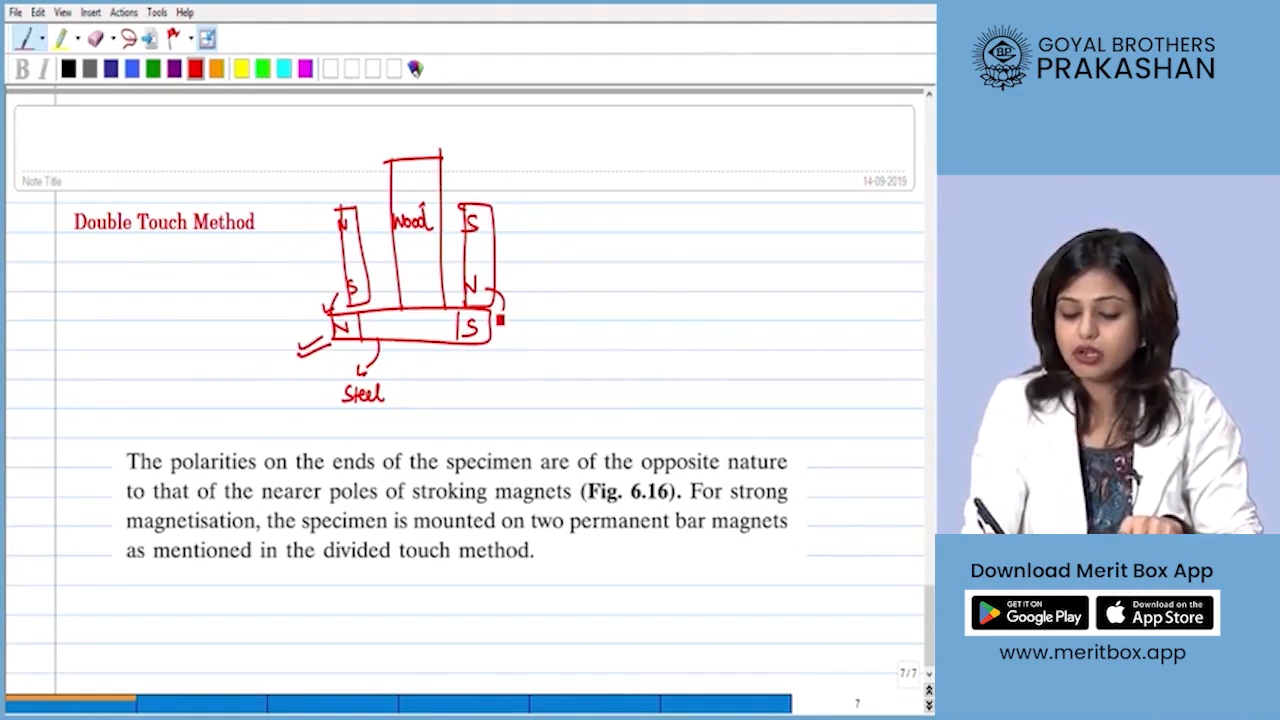 File Edit View Insert Actions Tools Help
B I
GOYAL BROTHERS
PRAKASHAN
Note Title
14-09-2019
Double Touch Method
N Wood S
S N
N S
Steel
The polarities on the ends of the specimen are of the opposite nature
to that of the nearer poles of stroking magnets (Fig. 6.16). For strong
magnetisation, the specimen is mounted on two permanent bar magnets
as mentioned in the divided touch method.
Download Merit Box App
GET IT ON
Google Play
Download on the
App Store
www.meritbox.app
7/7
7